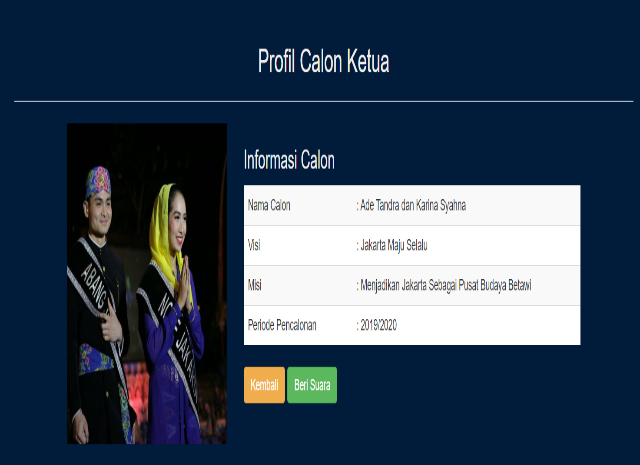 Profil Calon Ketua
Informasi Calon
Nama Calon : Ade Tandra dan Karina Syahna
Visi : Jakarta Maju Selalu
Misi : Menjadikan Jakarta Sebagai Pusat Budaya Betawi
Periode Pencalonan : 2019/2020
Kembali Beri Suara
ABANG